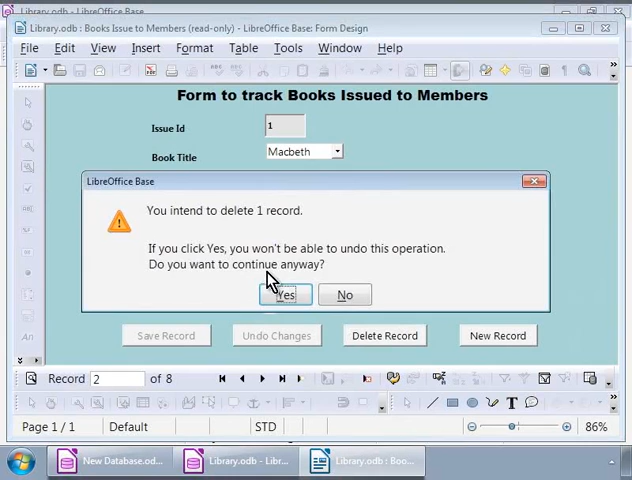 Library.odb : Books Issue to Members (read-only) - LibreOffice Base: Form Design
File Edit View Insert Format Table Tools Window Help
Form to track Books Issued to Members
Issue Id 1
Book Title Macbeth
LibreOffice Base
You intend to delete 1 record.
If you click Yes, you won't be able to undo this operation.
Do you want to continue anyway?
Yes No
Save Record Undo Changes Delete Record New Record
Record 2 of 8
Page 1 / 1 Default STD 86%
New Database.od... Library.odb - Libr... Library.odb : Boo...